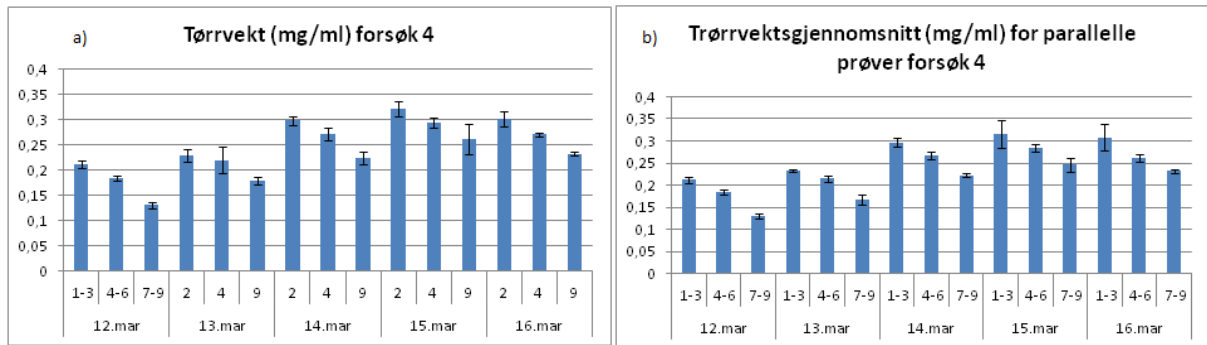 a)
Tørrvekt (mg/ml) forsøk 4
0,4
0,35
0,3
0,25
0,2
0,15
0,1
0,05
0
1-3 4-6 7-9 2 4 9 2 4 9 2 4 9 2 4 9
12.mar 13.mar 14.mar 15.mar 16.mar
b)
Trørrvektsgjennomsnitt (mg/ml) for parallelle
prøver forsøk 4
0,4
0,35
0,3
0,25
0,2
0,15
0,1
0,05
0
1-3 4-6 7-9 1-3 4-6 7-9 1-3 4-6 7-9 1-3 4-6 7-9 1-3 4-6 7-9
12.mar 13.mar 14.mar 15.mar 16.mar